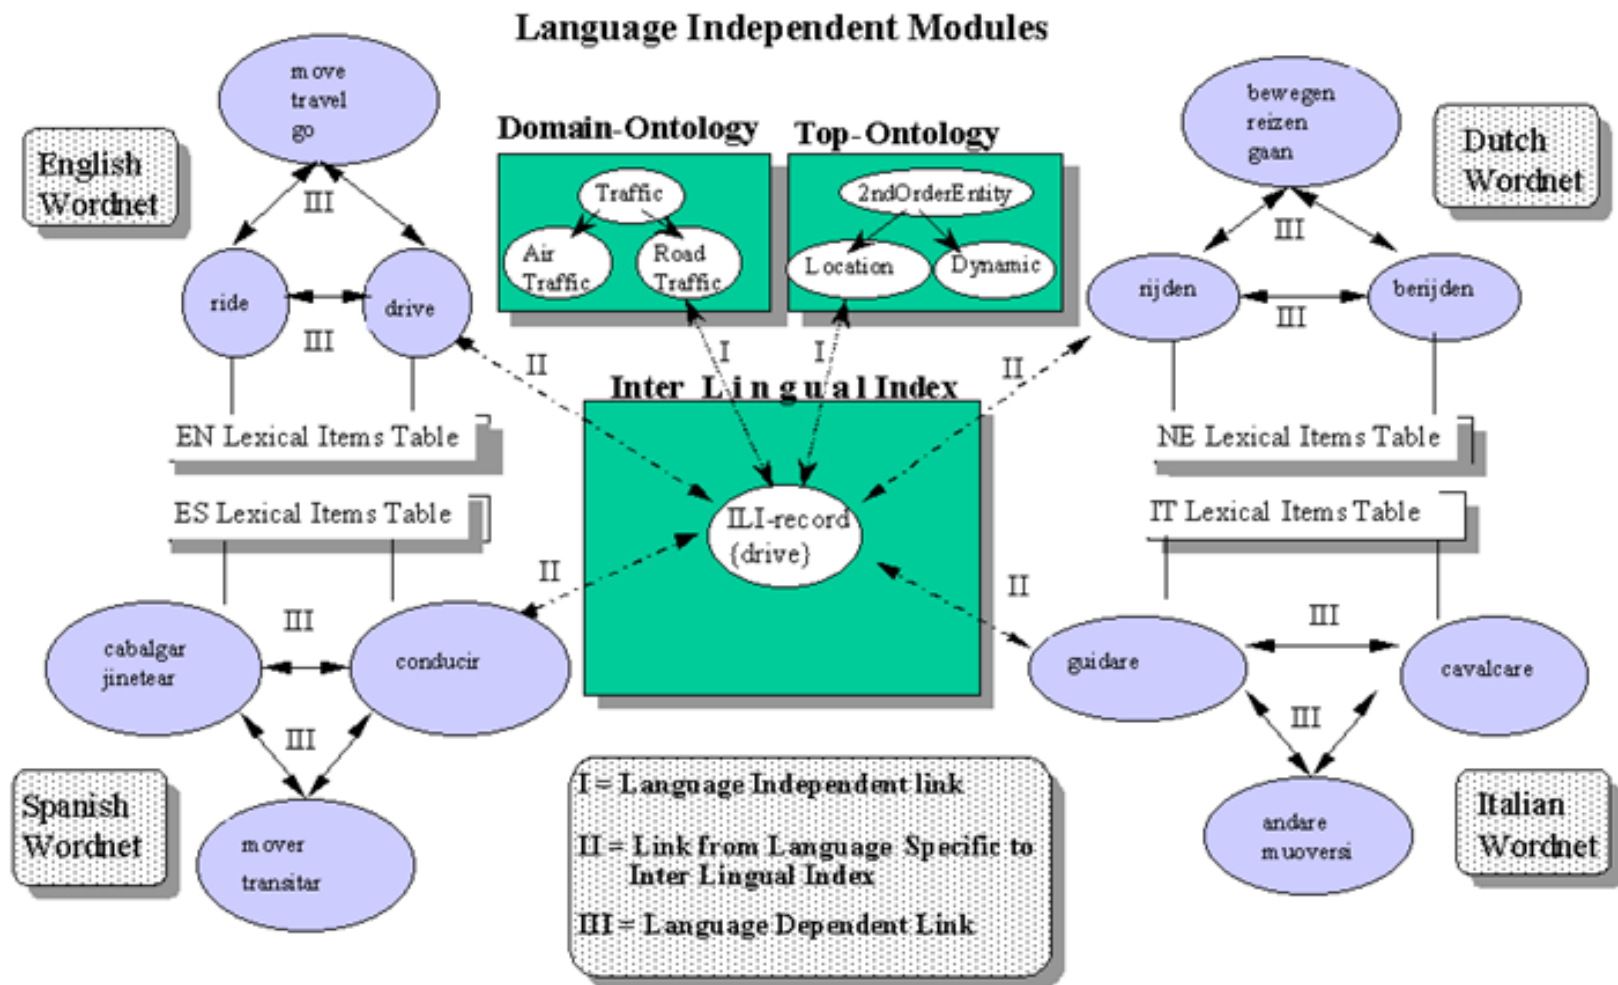 Language Independent Modules
move
travel
go
English
Wordnet
III
ride
drive
III
EN Lexical Items Table
Domain-Ontology
Traffic
Air
Traffic
Road
Traffic
Top-Ontology
2ndOrderEntity
Location
Dynamic
bewegen
reizen
gaan
Dutch
Wordnet
III
rijden
berijden
III
NE Lexical Items Table
II
I
I
II
Inter Lingual Index
ILI-record
{drive}
II
II
ES Lexical Items Table
III
cabalgar
jinetear
conducir
III
Spanish
Wordnet
mover
transitar
IT Lexical Items Table
III
guidare
cavalcare
III
andare
muoversi
Italian
Wordnet
I = Language Independent link
II = Link from Language Specific to
Inter Lingual Index
III = Language Dependent Link